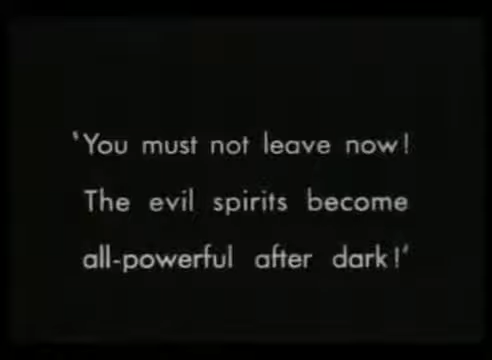 ‛You must not leave now!
The evil spirits become
all-powerful after dark!’